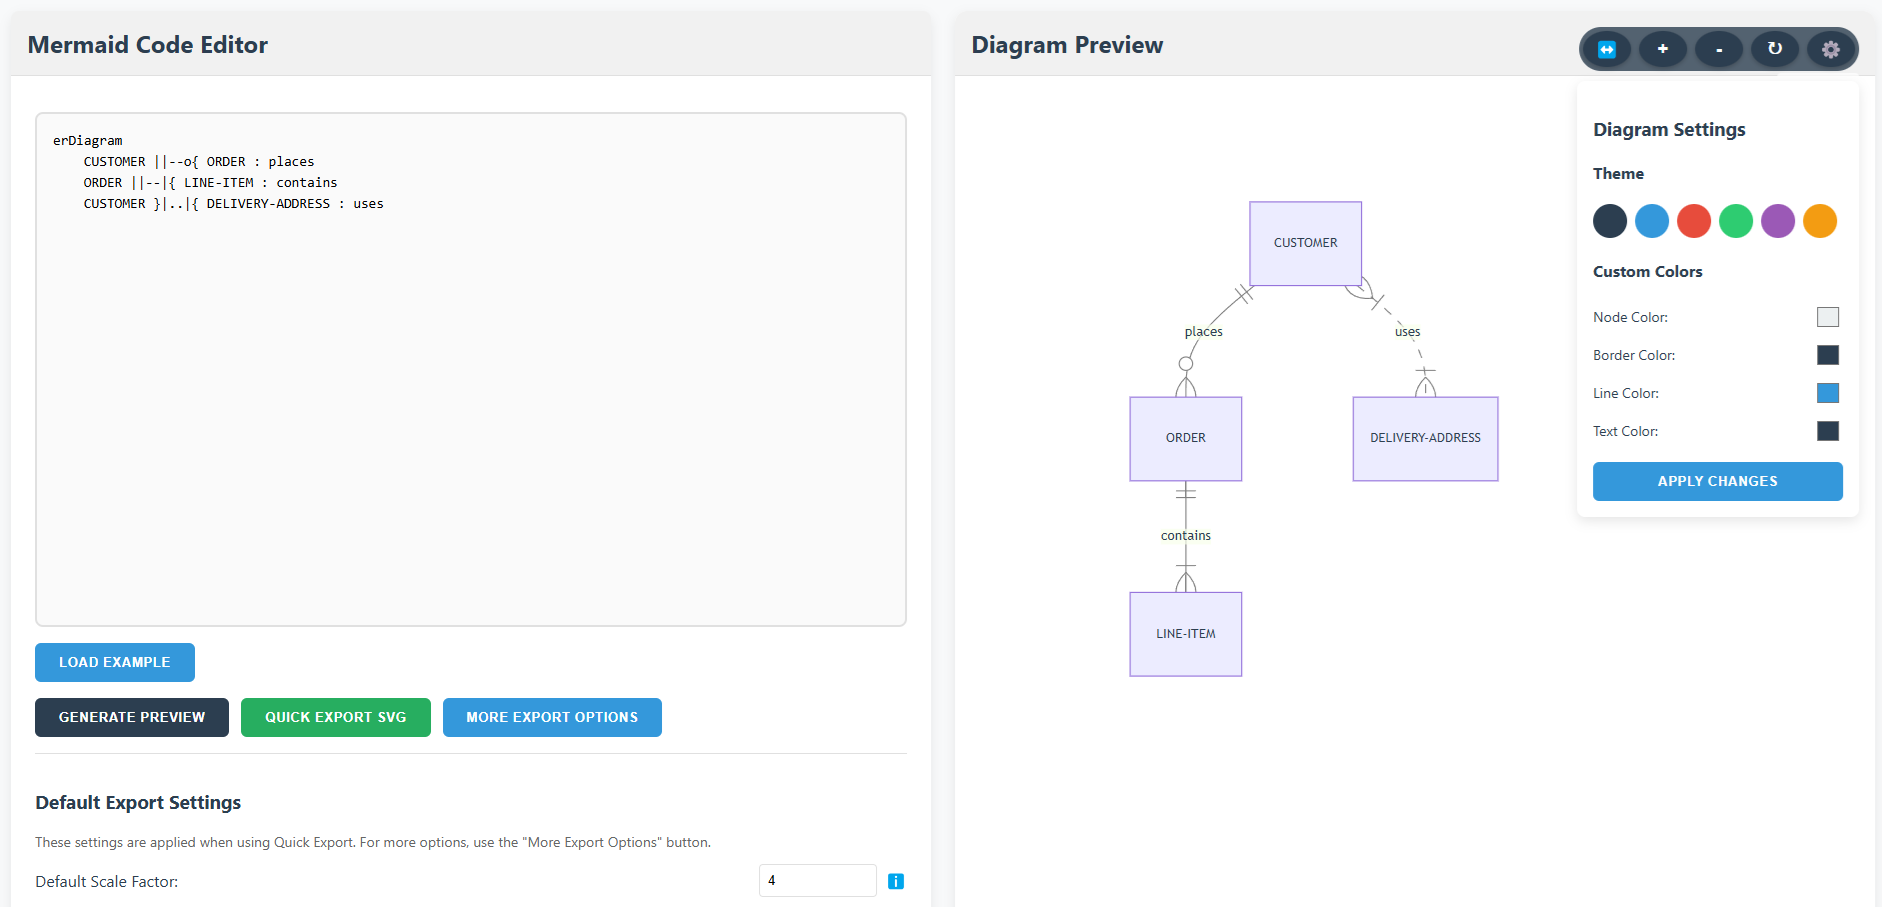 Mermaid Code Editor
erDiagram
    CUSTOMER ||--o{ ORDER : places
    ORDER ||--|{ LINE-ITEM : contains
    CUSTOMER }|..|{ DELIVERY-ADDRESS : uses
LOAD EXAMPLE
GENERATE PREVIEW
QUICK EXPORT SVG
MORE EXPORT OPTIONS
Default Export Settings
These settings are applied when using Quick Export. For more options, use the "More Export Options" button.
Default Scale Factor:
4
i
Diagram Preview
+
-
↻
CUSTOMER
places
uses
ORDER
DELIVERY-ADDRESS
contains
LINE-ITEM
Diagram Settings
Theme
Custom Colors
Node Color:
Border Color:
Line Color:
Text Color:
APPLY CHANGES